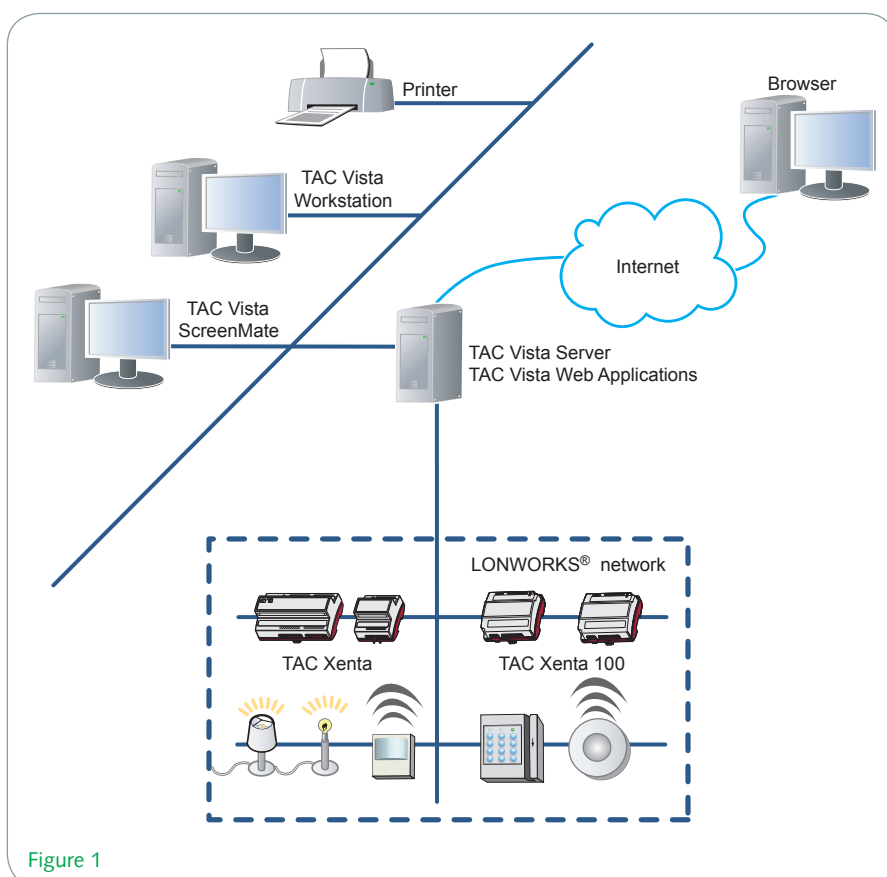 Printer
Browser
TAC Vista
Workstation
Internet
TAC Vista
ScreenMate
TAC Vista Server
TAC Vista Web Applications
LONWORKS® network
TAC Xenta
TAC Xenta 100
Figure 1